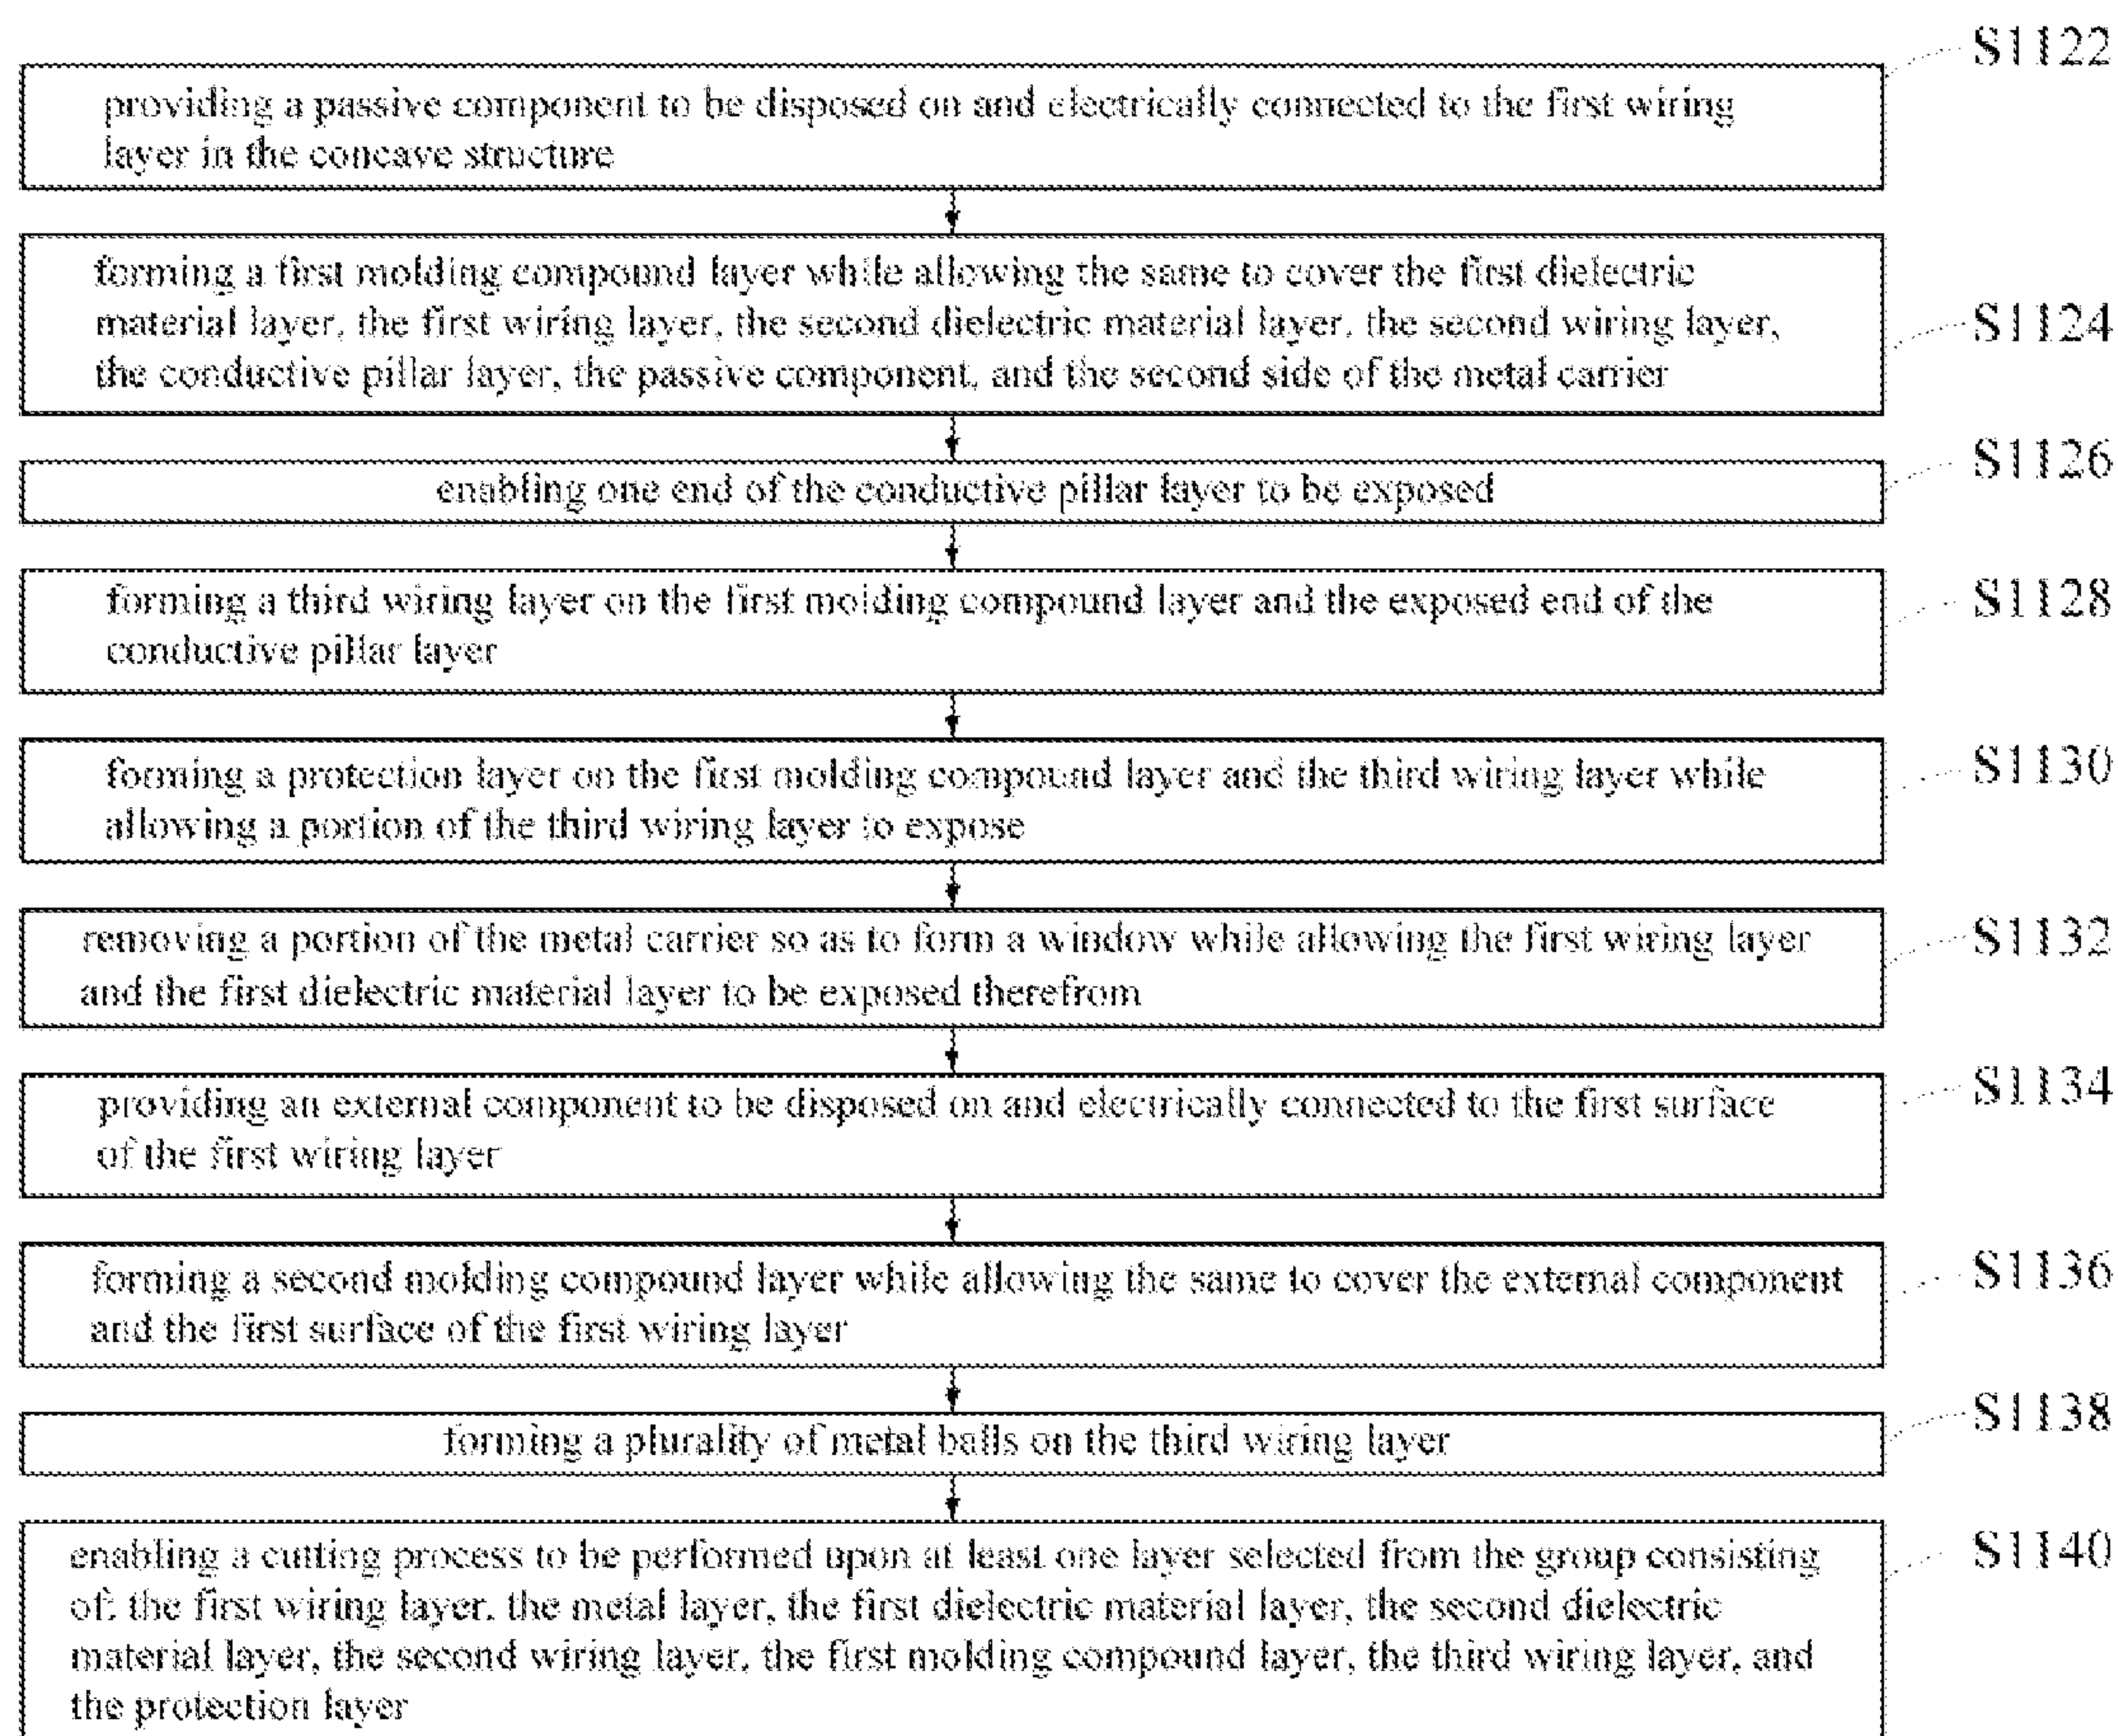 S1122
providing a passive component to be disposed on and electrically connected to the first wiring
layer in the concave structure
forming a first molding compound layer while allowing the same to cover the first dielectric
material layer, the first wiring layer, the second dielectric material layer, the second wiring layer,
the conductive pillar layer, the passive component, and the second side of the metal carrier
S1124
enabling one end of the conductive pillar layer to be exposed
S1126
forming a third wiring layer on the first molding compound layer and the exposed end of the
conductive pillar layer
S1128
forming a protection layer on the first molding compound layer and the third wiring layer while
allowing a portion of the third wiring layer to expose
S1130
removing a portion of the metal carrier so as to form a window while allowing the first wiring layer
and the first dielectric material layer to be exposed therefrom
S1132
providing an external component to be disposed on and electrically connected to the first surface
of the first wiring layer
S1134
forming a second molding compound layer while allowing the same to cover the external component
and the first surface of the first wiring layer
S1136
forming a plurality of metal balls on the third wiring layer
S1138
enabling a cutting process to be performed upon at least one layer selected from the group consisting
of: the first wiring layer, the metal layer, the first dielectric material layer, the second dielectric
material layer, the second wiring layer, the first molding compound layer, the third wiring layer, and
the protection layer
S1140